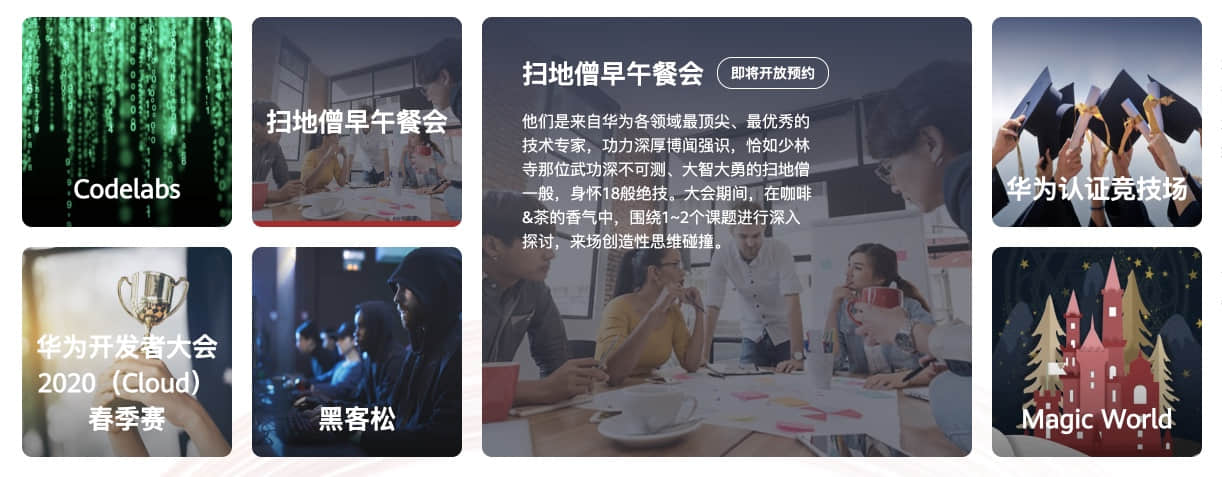 Codelabs
扫地僧早午餐会
扫地僧早午餐会 即将开放预约
他们是来自华为各领域最顶尖、最优秀的
技术专家，功力深厚博闻强识，恰如少林
寺那位武功深不可测、大智大勇的扫地僧
一般，身怀18般绝技。大会期间，在咖啡
&茶的香气中，围绕1~2个课题进行深入
探讨，来场创造性思维碰撞。
华为认证竞技场
华为开发者大会
2020（Cloud）
春季赛
黑客松
Magic World